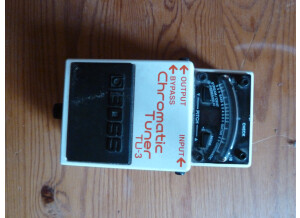 OUTPUT
BYPASS
INPUT
Chromatic
Tuner
TU-3
BOSS